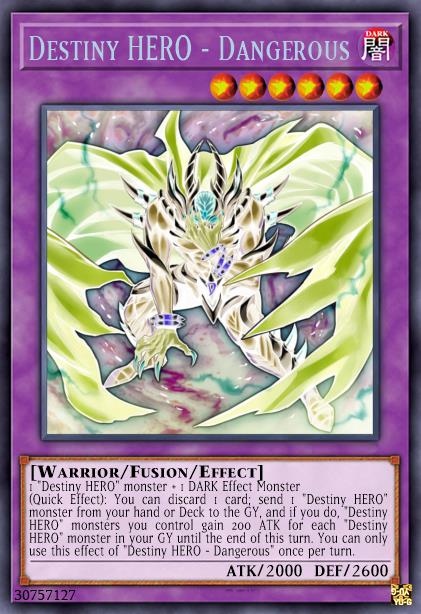 Destiny HERO - Dangerous
DARK
闇
[Warrior/Fusion/Effect]
1 "Destiny HERO" monster + 1 DARK Effect Monster
(Quick Effect): You can discard 1 card; send 1 "Destiny HERO"
monster from your hand or Deck to the GY, and if you do, "Destiny
HERO" monsters you control gain 200 ATK for each "Destiny
HERO" monster in your GY until the end of this turn. You can only
use this effect of "Destiny HERO - Dangerous" once per turn.
ATK/2000 DEF/2600
30757127